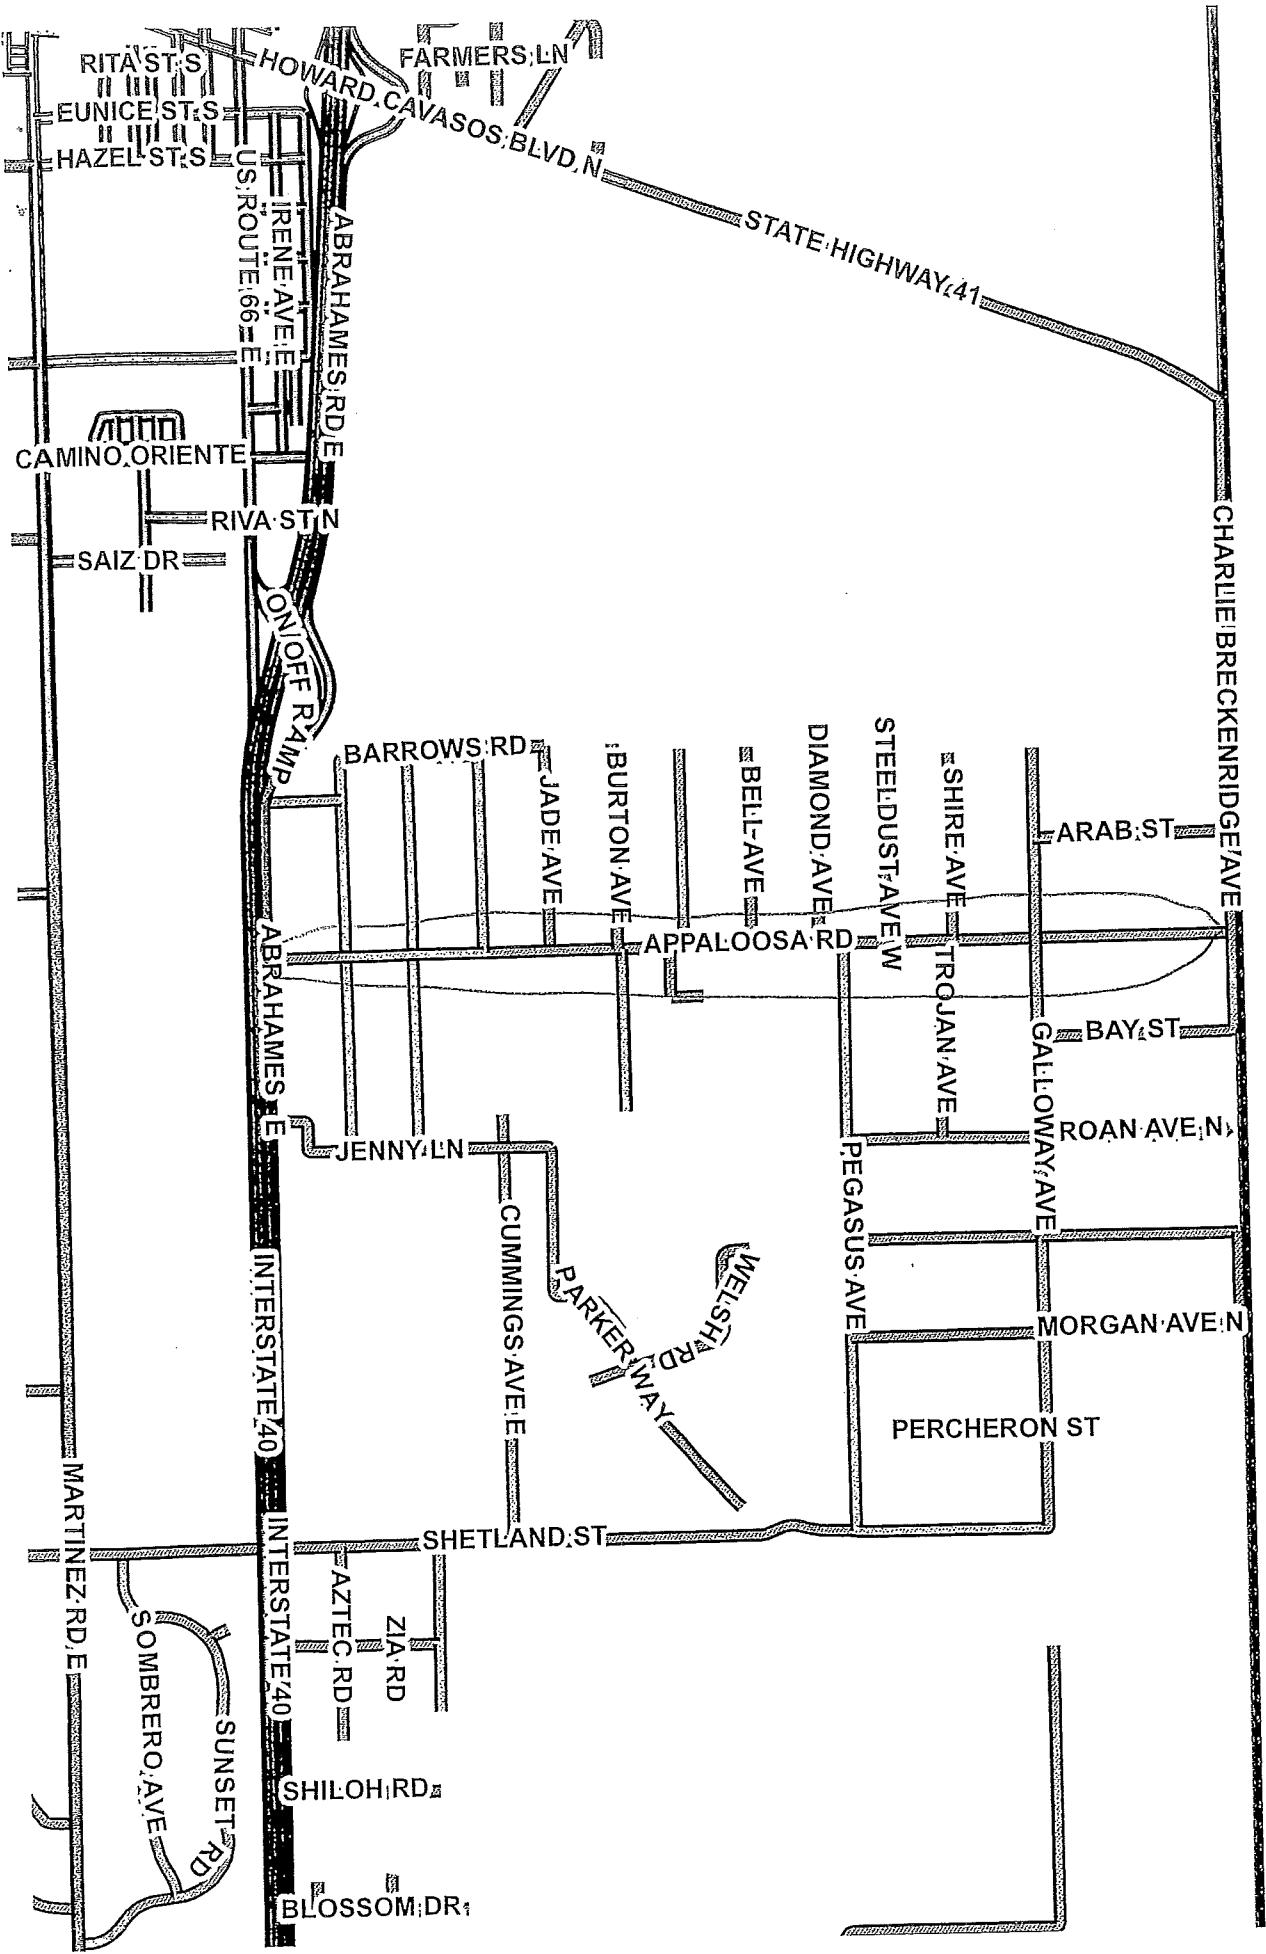 FARMERS LN
RITA ST S
HOWARD CAVASOS BLVD N
EUNICE ST S
HAZEL ST S
US ROUTE 66 E
IRENE AVE E
ABRAHAMES RD E
STATE HIGHWAY 41
CAMINO ORIENTE
RIVA ST N
SAIZ DR
CHARLIE BRECKENRIDGE AVE
ON/OFF RAMP
BARROWS RD
JADE AVE
BURTON AVE
BELL AVE
DIAMOND AVE
STEELDUST AVE W
SHIRE AVE
ARAB ST
APPALOOSA RD
ABRAHAMES E
TROJAN AVE
GALLOWAY AVE
BAY ST
ROAN AVE N
JENNY LN
PEGASUS AVE
CUMMINGS AVE E
PARKER WAY
WELSH RD
INTERSTATE 40
MORGAN AVE N
PERCHERON ST
MARTINEZ RD E
INTERSTATE 40
SHETLAND ST
AZTEC RD
ZIA RD
SOMBRERO AVE
SUNSET RD
SHILOH RD
BLOSSOM DR